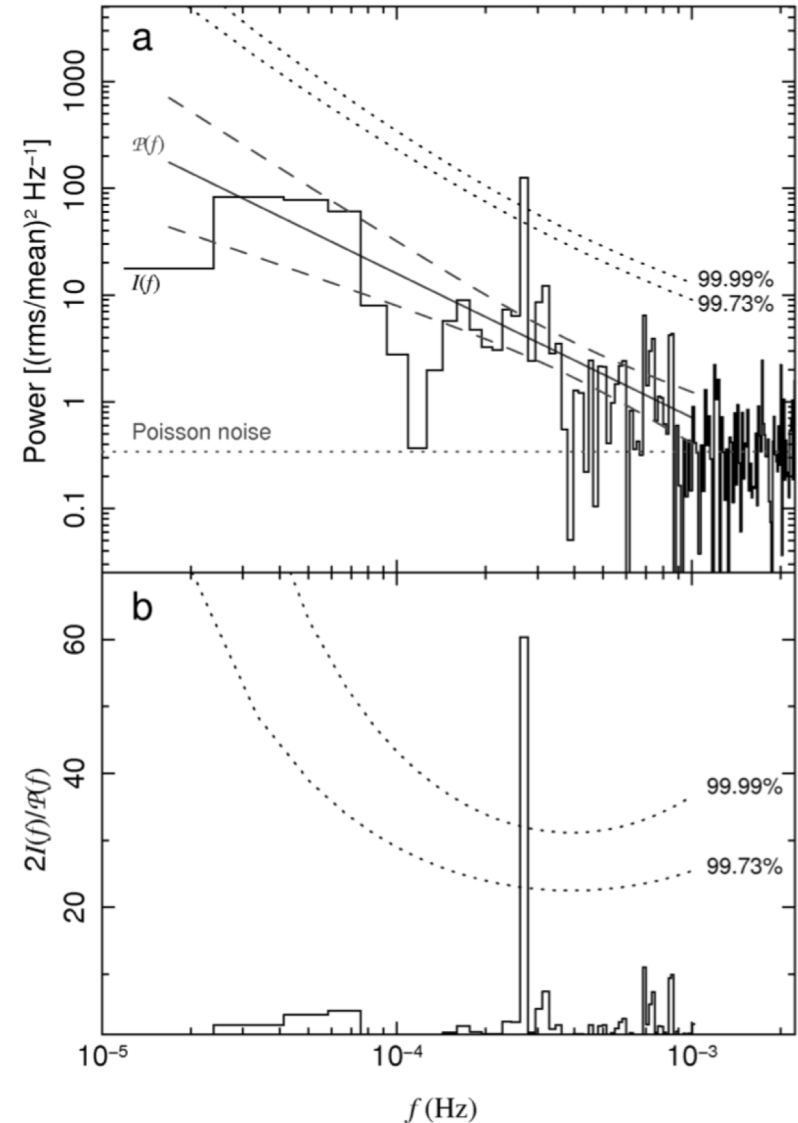 a
Power [(rms/mean)² Hz⁻¹]
1000
100
10
1
0.1
𝒫(f)
I(f)
99.99%
99.73%
Poisson noise
b
2I(f)/𝒫(f)
60
40
20
99.99%
99.73%
10⁻⁵ 10⁻⁴ 10⁻³
f (Hz)